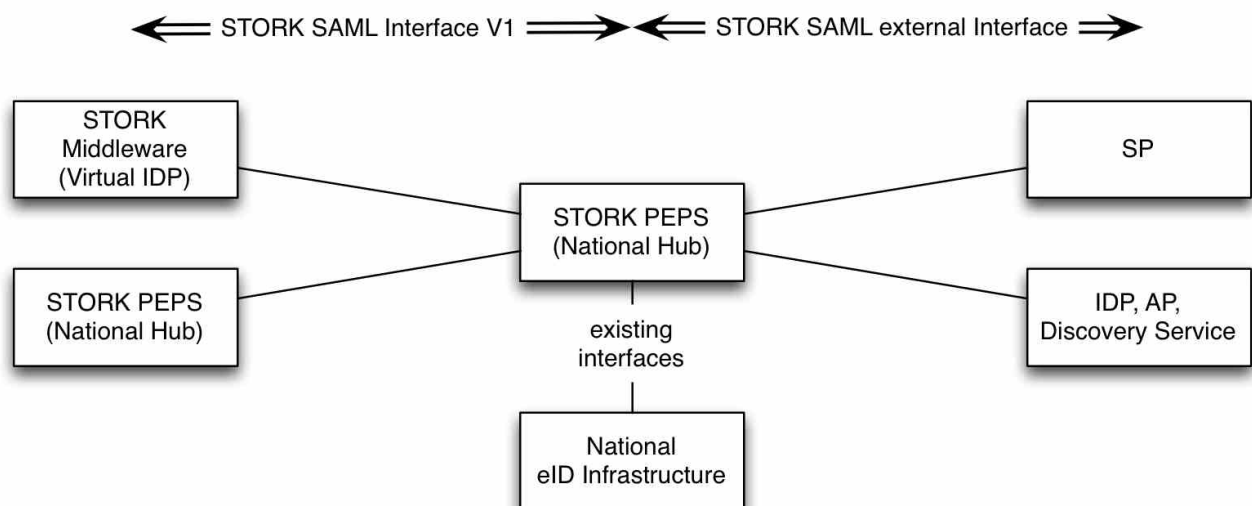 STORK SAML Interface V1
STORK SAML external Interface
STORK
Middleware
(Virtual IDP)
SP
STORK PEPS
(National Hub)
STORK PEPS
(National Hub)
IDP, AP,
Discovery Service
existing
interfaces
National
eID Infrastructure